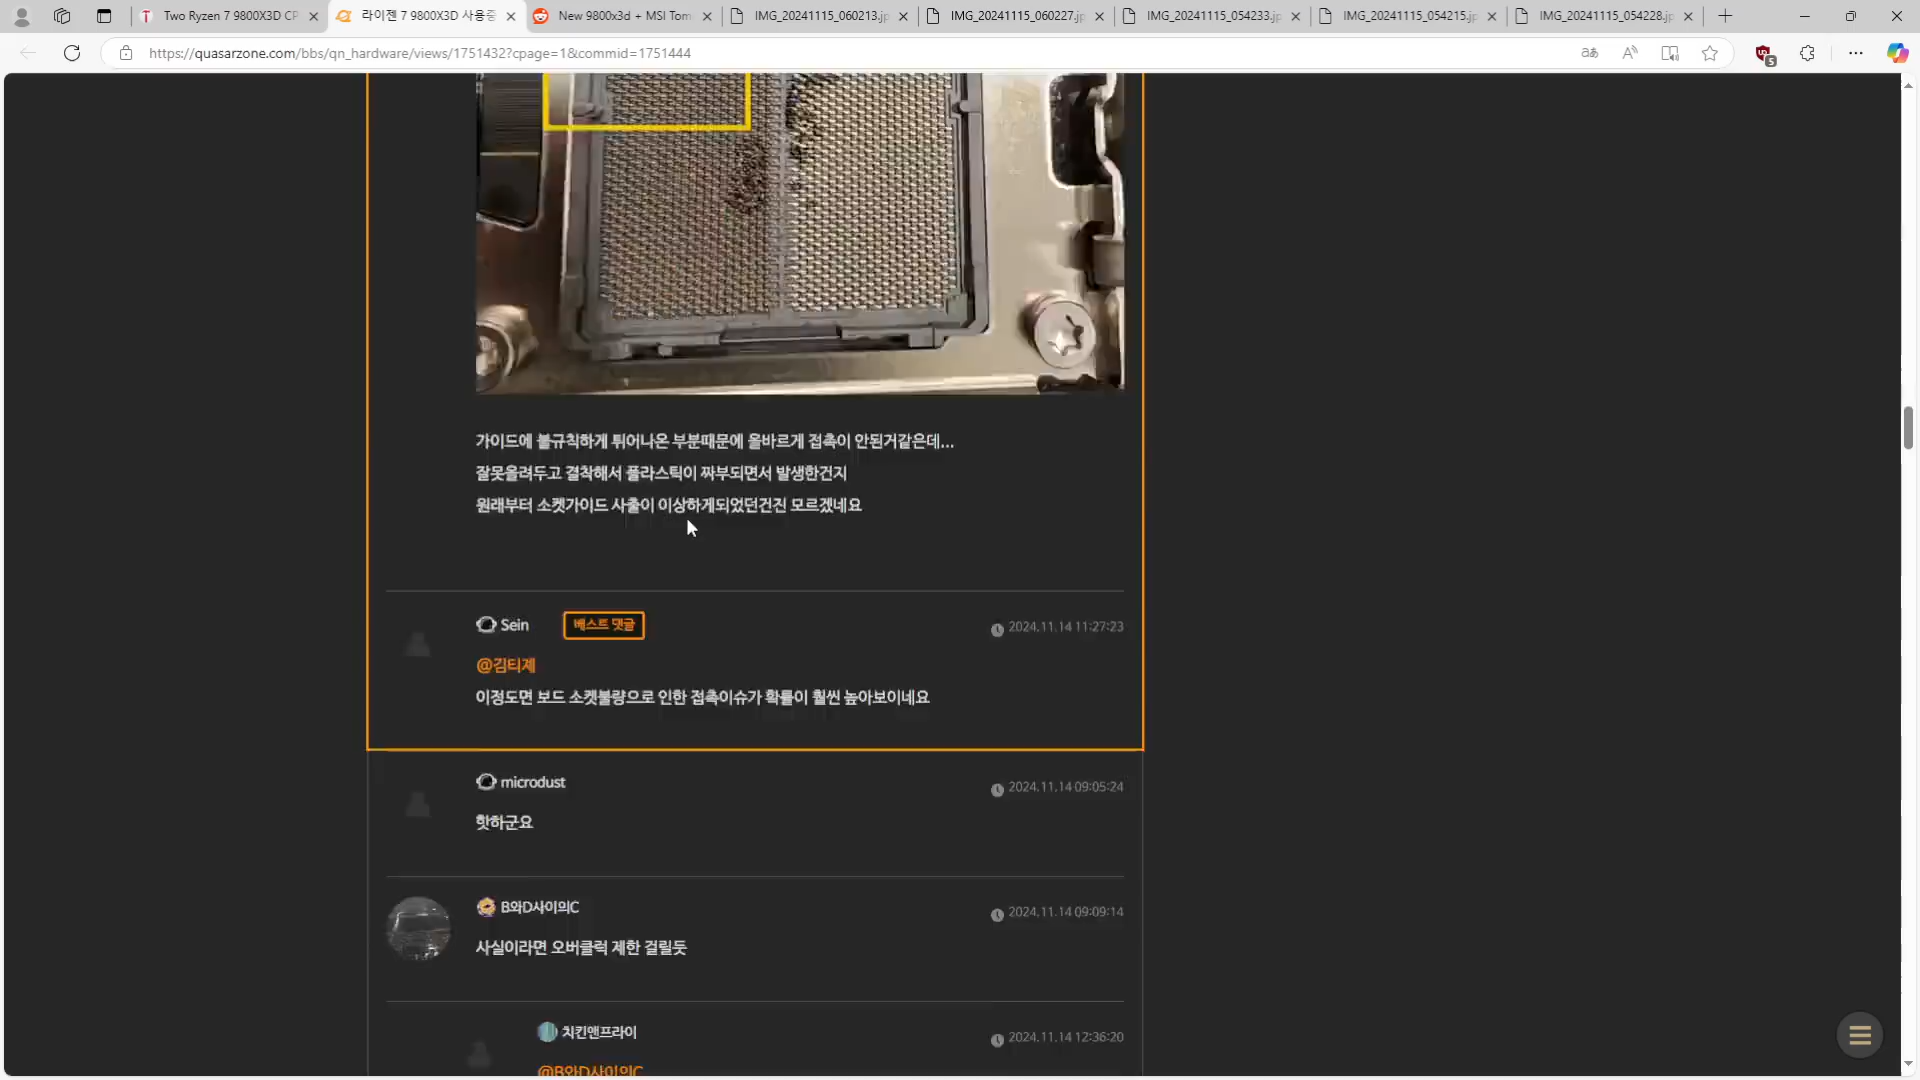 Two Ryzen 7 9800X3D CP
라이젠 7 9800X3D 사용중
New 9800x3d + MSI Tom
IMG_20241115_060213.jp
IMG_20241115_060227.jp
IMG_20241115_054233.jp
IMG_20241115_054215.jp
IMG_20241115_054228.jp
https://quasarzone.com/bbs/qn_hardware/views/1751432?cpage=1&commid=1751444
5
가이드에 불규칙하게 튀어나온 부분때문에 올바르게 접촉이 안된거같은데...
잘못올려두고 결착해서 플라스틱이 짜부되면서 발생한건지
원래부터 소켓가이드 사출이 이상하게되었던건진 모르겠네요
Sein 베스트 댓글 2024.11.14 11:27:23
@김티제
이정도면 보드 소켓불량으로 인한 접촉이슈가 확률이 훨씬 높아보이네요
microdust 2024.11.14 09:05:24
핫하군요
B와D사이의C 2024.11.14 09:09:14
사실이라면 오버클럭 제한 걸릴듯
치킨앤프라이 2024.11.14 12:36:20
@B와D사이의C